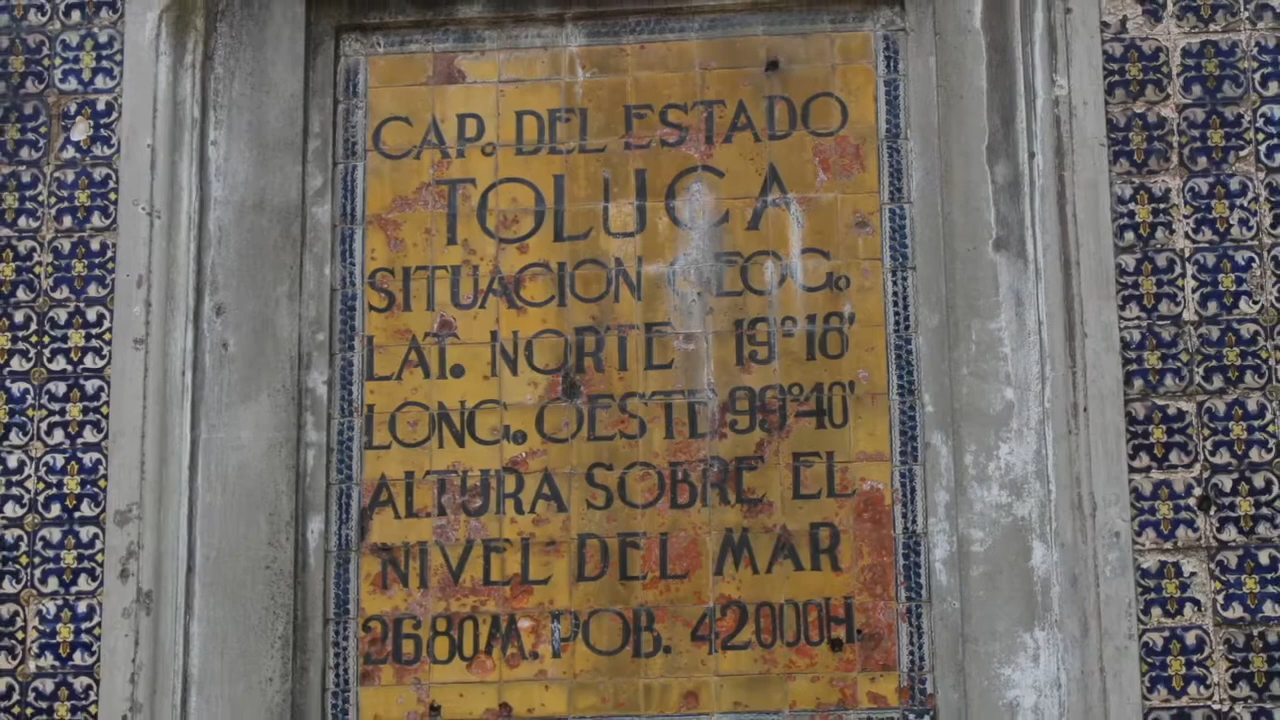 CAP. DEL ESTADO
TOLUCA
SITUACION GEOG.
LAT. NORTE 19°18'
LONG. OESTE 99°40'
ALTURA SOBRE EL
NIVEL DEL MAR
2680M. POB. 42000H.